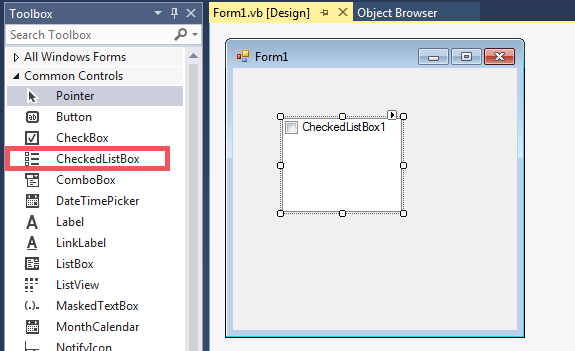 Toolbox
Search Toolbox
All Windows Forms
Common Controls
Pointer
Button
CheckBox
CheckedListBox
ComboBox
DateTimePicker
Label
LinkLabel
ListBox
ListView
MaskedTextBox
MonthCalendar
NotifyIcon
Form1.vb [Design]
Object Browser
Form1
CheckedListBox1